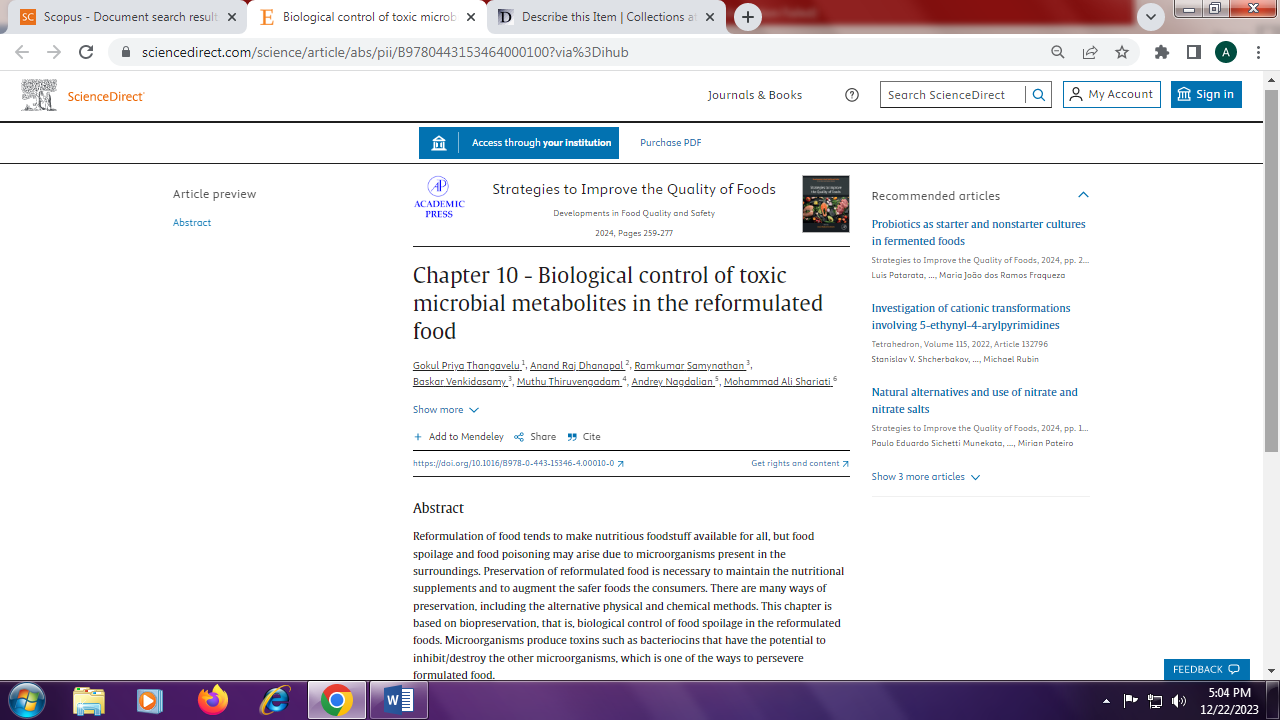 Scopus - Document search result
Biological control of toxic microb
Describe this Item | Collections a
sciencedirect.com/science/article/abs/pii/B9780443153464000100?via%3Dihub
A
ScienceDirect
Journals & Books
Search ScienceDirect
My Account
Sign in
Access through your institution
Purchase PDF
Article preview
Abstract
ACADEMIC PRESS
Strategies to Improve the Quality of Foods
Developments in Food Quality and Safety
2024, Pages 259-277
Chapter 10 - Biological control of toxic
microbial metabolites in the reformulated
food
Gokul Priya Thangavelu 1, Anand Raj Dhanapal 2, Ramkumar Samynathan 3,
Baskar Venkidasamy 3, Muthu Thiruvengadam 4, Andrey Nagdalian 5, Mohammad Ali Shariati 6
Show more
Add to Mendeley Share Cite
https://doi.org/10.1016/B978-0-443-15346-4.00010-0
Get rights and content
Abstract
Reformulation of food tends to make nutritious foodstuff available for all, but food
spoilage and food poisoning may arise due to microorganisms present in the
surroundings. Preservation of reformulated food is necessary to maintain the nutritional
supplements and to augment the safer foods the consumers. There are many ways of
preservation, including the alternative physical and chemical methods. This chapter is
based on biopreservation, that is, biological control of food spoilage in the reformulated
foods. Microorganisms produce toxins such as bacteriocins that have the potential to
inhibit/destroy the other microorganisms, which is one of the ways to persevere
formulated food.
Recommended articles
Probiotics as starter and nonstarter cultures
in fermented foods
Strategies to Improve the Quality of Foods, 2024, pp. 2...
Luis Patarata, ..., Maria João dos Ramos Fraqueza
Investigation of cationic transformations
involving 5-ethynyl-4-arylpyrimidines
Tetrahedron, Volume 115, 2022, Article 132796
Stanislav V. Shcherbakov, ..., Michael Rubin
Natural alternatives and use of nitrate and
nitrate salts
Strategies to Improve the Quality of Foods, 2024, pp. 1...
Paulo Eduardo Sichetti Munekata, ..., Mirian Pateiro
Show 3 more articles
FEEDBACK
5:04 PM
12/22/2023